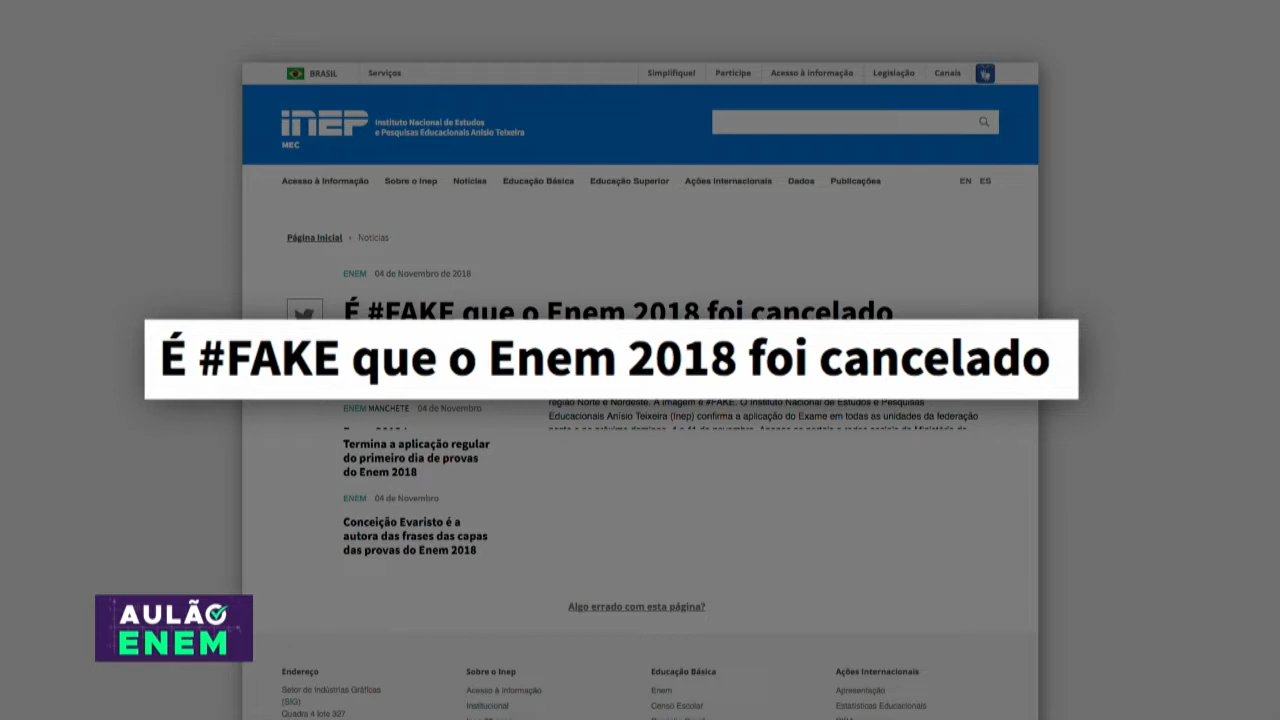 BRASIL Serviços Simplifique! Participe Acesso à informação Legislação Canais
INEP Instituto Nacional de Estudos
e Pesquisas Educacionais Anísio Teixeira
MEC
Acesso à Informação Sobre o Inep Notícias Educação Básica Educação Superior Ações Internacionais Dados Publicações EN ES
Página Inicial Notícias
ENEM 04 de Novembro de 2018
É #FAKE que o Enem 2018 foi cancelado
É #FAKE que o Enem 2018 foi cancelado
região Norte e Nordeste. A imagem é #FAKE. O Instituto Nacional de Estudos e Pesquisas
Educacionais Anísio Teixeira (Inep) confirma a aplicação do Exame em todas as unidades da federação
ENEM MANCHETE 04 de Novembro
Termina a aplicação regular
do primeiro dia de provas
do Enem 2018
ENEM 04 de Novembro
Conceição Evaristo é a
autora das frases das capas
das provas do Enem 2018
Algo errado com esta página?
AULÃO
ENEM
Endereço Sobre o Inep Educação Básica Ações Internacionais
Setor de Indústrias Gráficas Acesso à Informação Enem Apresentação
(SIG) Institucional Censo Escolar Estatísticas Educacionais
Quadra 4 lote 327